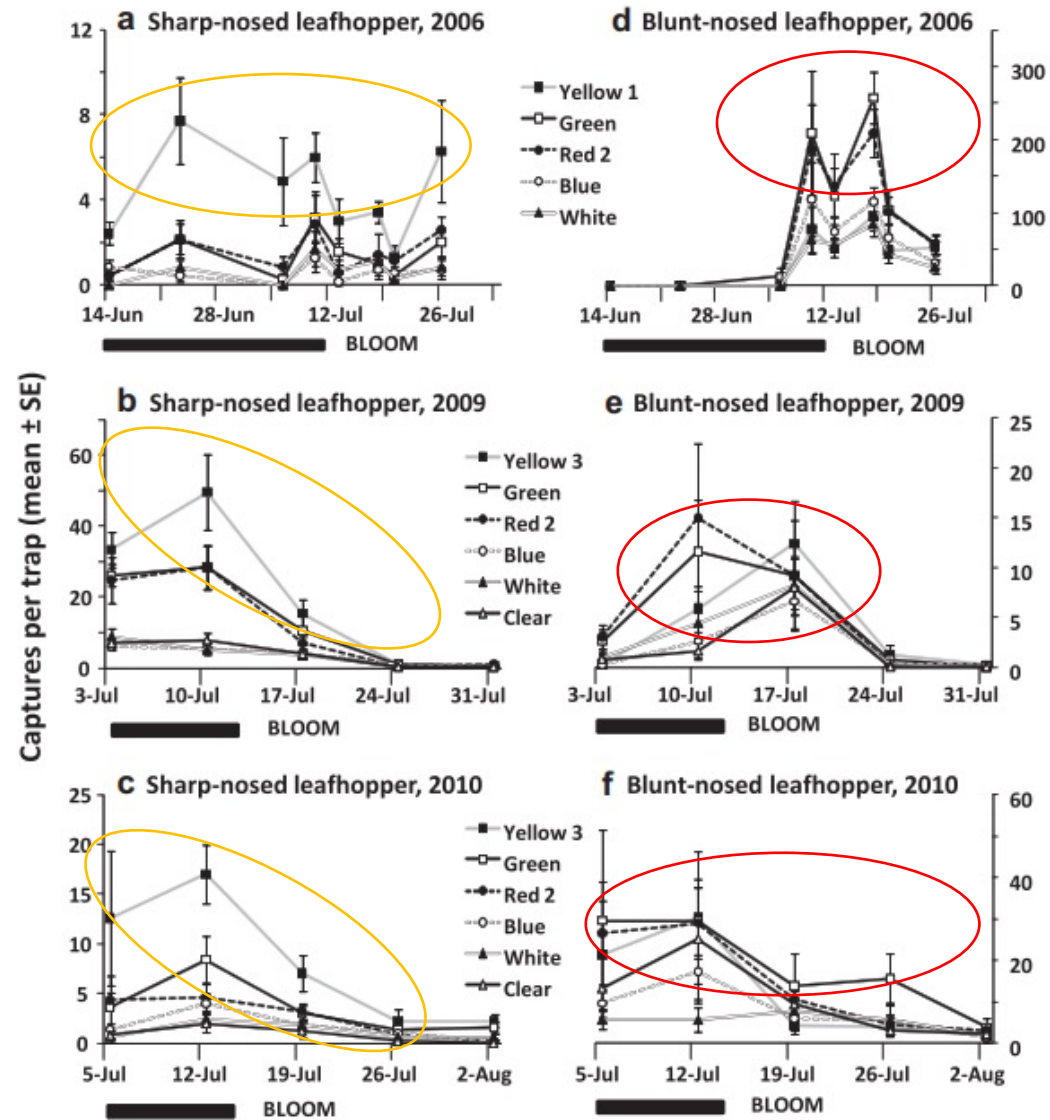 a Sharp-nosed leafhopper, 2006
12
8
4
0
14-Jun 28-Jun 12-Jul 26-Jul
BLOOM
d Blunt-nosed leafhopper, 2006
Yellow 1
Green
Red 2
Blue
White
300
200
100
0
14-Jun 28-Jun 12-Jul 26-Jul
BLOOM
Captures per trap (mean ± SE)
b Sharp-nosed leafhopper, 2009
60
40
20
0
3-Jul 10-Jul 17-Jul 24-Jul 31-Jul
BLOOM
e Blunt-nosed leafhopper, 2009
Yellow 3
Green
Red 2
Blue
White
Clear
25
20
15
10
5
0
3-Jul 10-Jul 17-Jul 24-Jul 31-Jul
BLOOM
c Sharp-nosed leafhopper, 2010
25
20
15
10
5
0
5-Jul 12-Jul 19-Jul 26-Jul 2-Aug
BLOOM
f Blunt-nosed leafhopper, 2010
Yellow 3
Green
Red 2
Blue
White
Clear
60
40
20
0
5-Jul 12-Jul 19-Jul 26-Jul 2-Aug
BLOOM